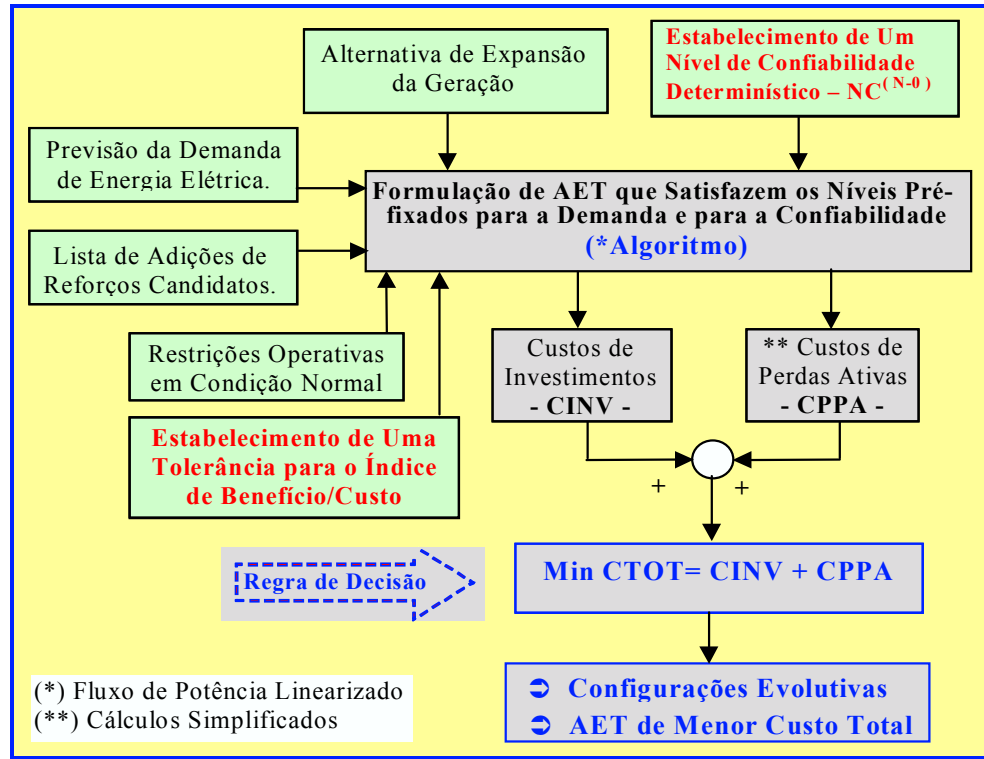 Alternativa de Expansão
da Geração
Estabelecimento de Um
Nível de Confiabilidade
Determinístico – NC( N-0 )
Previsão da Demanda
de Energia Elétrica.
Formulação de AET que Satisfazem os Níveis Pré-
fixados para a Demanda e para a Confiabilidade
(*Algoritmo)
Lista de Adições de
Reforços Candidatos.
Restrições Operativas
em Condição Normal
Custos de
Investimentos
- CINV -
** Custos de
Perdas Ativas
- CPPA -
Estabelecimento de Uma
Tolerância para o Índice
de Benefício/Custo
+ +
Regra de Decisão
Min CTOT= CINV + CPPA
(*) Fluxo de Potência Linearizado
(**) Cálculos Simplificados
➲ Configurações Evolutivas
➲ AET de Menor Custo Total